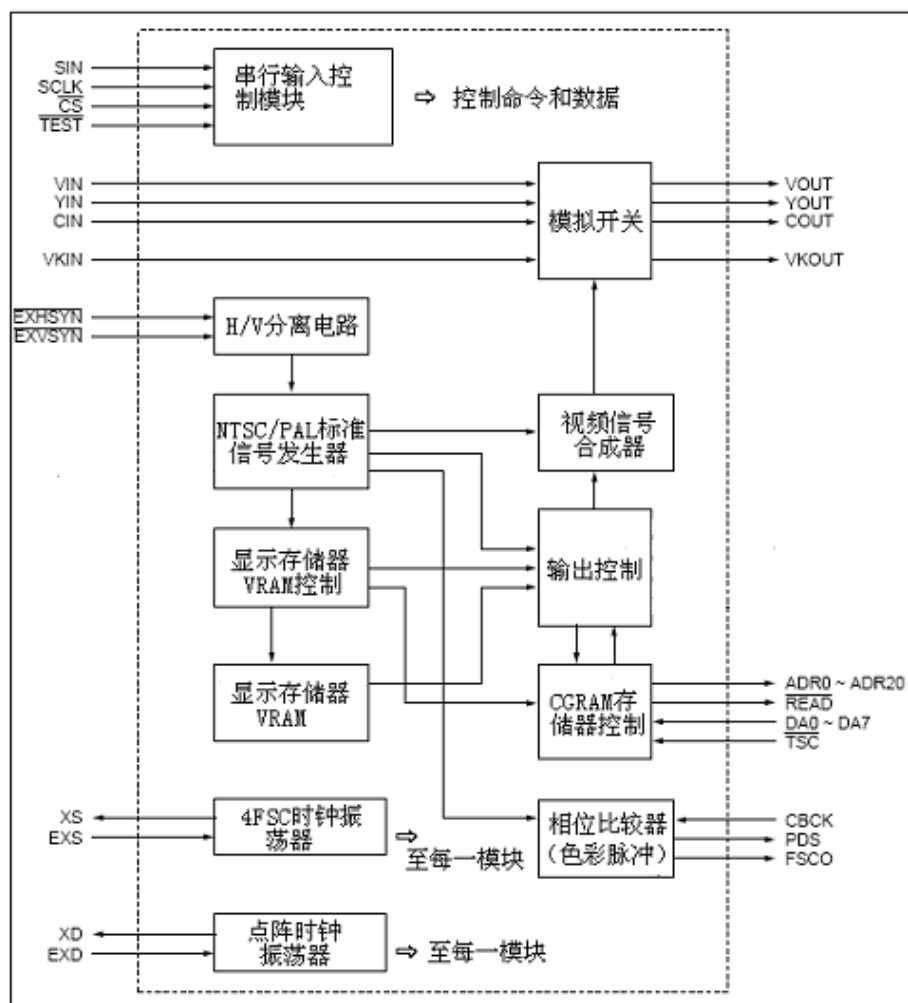 SIN
SCLK
CS
TEST
串行输入控
制模块
⇨ 控制命令和数据
VIN
YIN
CIN
VKIN
模拟开关
VOUT
YOUT
COUT
VKOUT
EXHSYN
EXVSYN
H/V分离电路
NTSC/PAL标准
信号发生器
视频信号
合成器
显示存储器
VRAM控制
输出控制
显示存储器
VRAM
CGRAM存
储器控制
ADR0 ~ ADR20
READ
DA0 ~ DA7
TSC
XS
EXS
4FSC时钟振
荡器
⇨
至每一模块
相位比较器
(色彩脉冲)
CBCK
PDS
FSCO
XD
EXD
点阵时钟
振荡器
⇨ 至每一模块